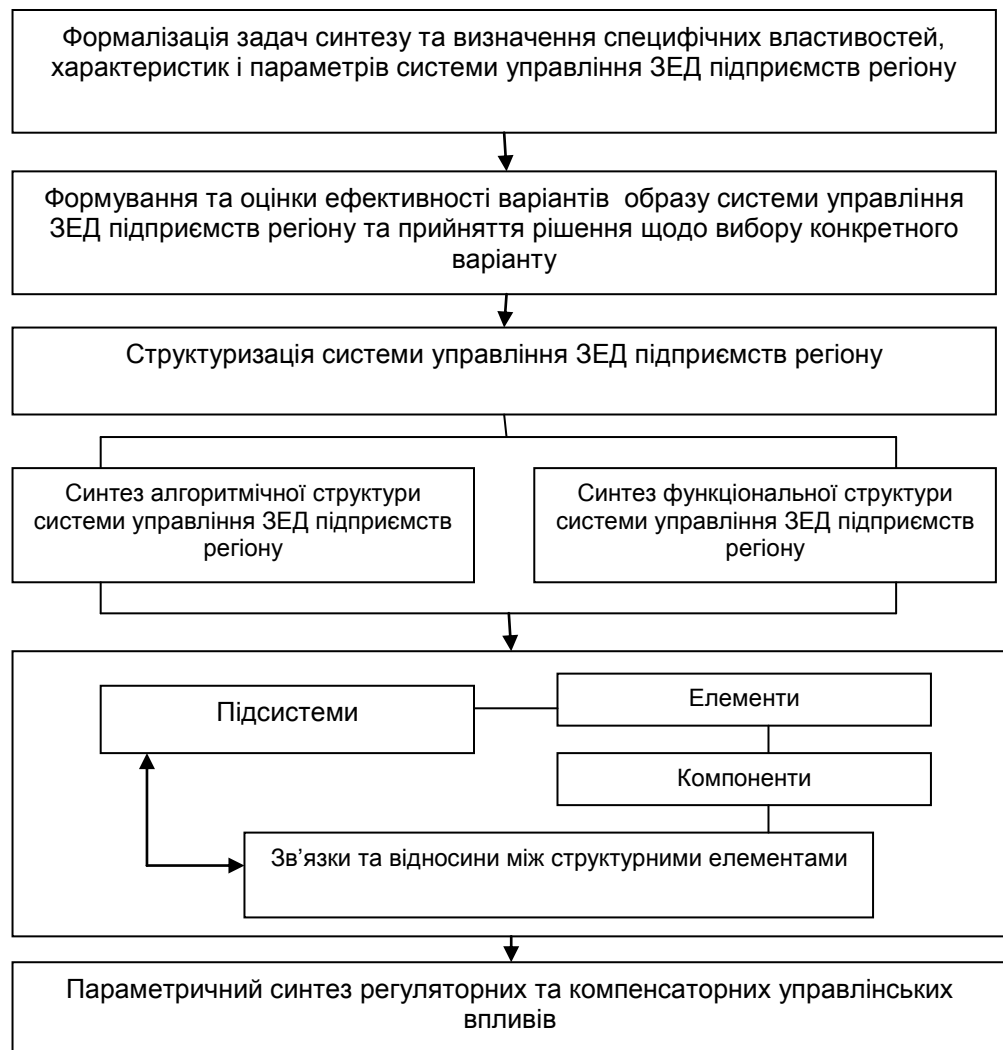 Формалізація задач синтезу та визначення специфічних властивостей,
характеристик і параметрів системи управління ЗЕД підприємств регіону
Формування та оцінки ефективності варіантів образу системи управління
ЗЕД підприємств регіону та прийняття рішення щодо вибору конкретного
варіанту
Структуризація системи управління ЗЕД підприємств регіону
Синтез алгоритмічної структури
системи управління ЗЕД підприємств
регіону
Синтез функціональної структури
системи управління ЗЕД підприємств
регіону
Підсистеми
Елементи
Компоненти
Зв’язки та відносини між структурними елементами
Параметричний синтез регуляторних та компенсаторних управлінських
впливів